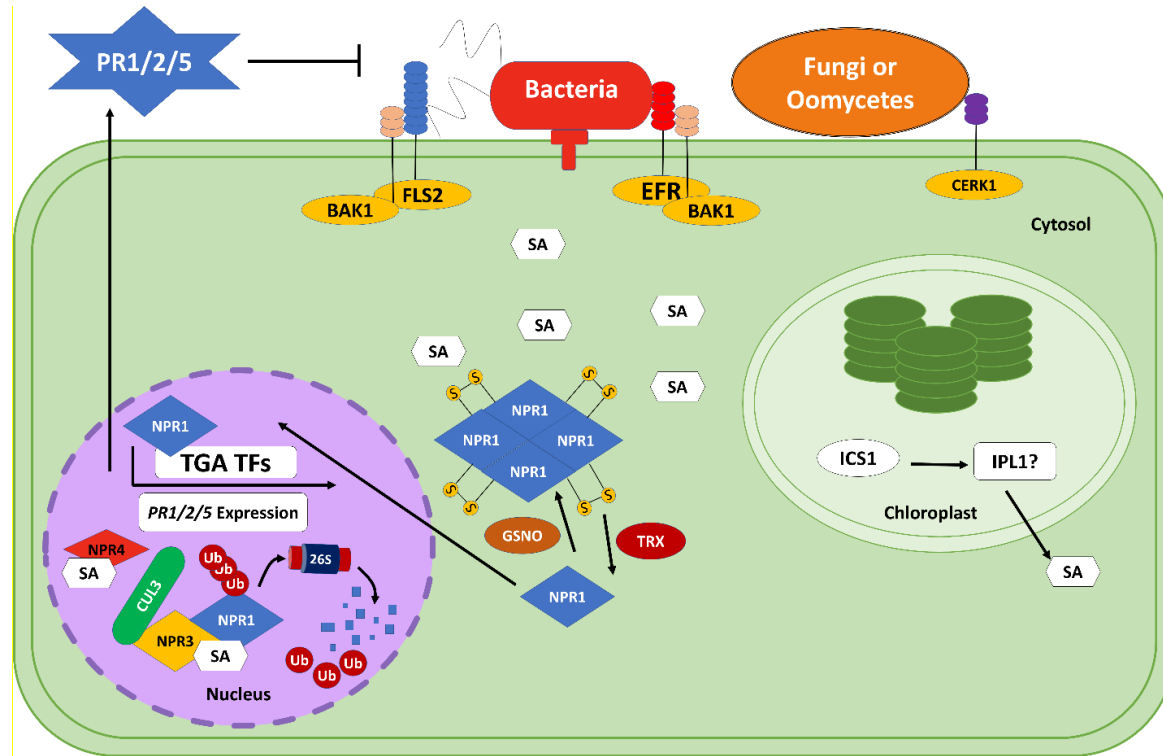 PR1/2/5
Bacteria
Fungi or
Oomycetes
FLS2
BAK1
EFR
BAK1
CERK1
Cytosol
SA
SA
SA
SA
SA
S
S
S
S
NPR1
NPR1
NPR1
NPR1
S
S
S
S
GSNO
TRX
NPR1
ICS1
IPL1?
Chloroplast
SA
NPR1
TGA TFs
PR1/2/5 Expression
NPR4
SA
CUL3
Ub
Ub
Ub
26S
NPR1
NPR3
SA
Ub
Ub
Ub
Nucleus